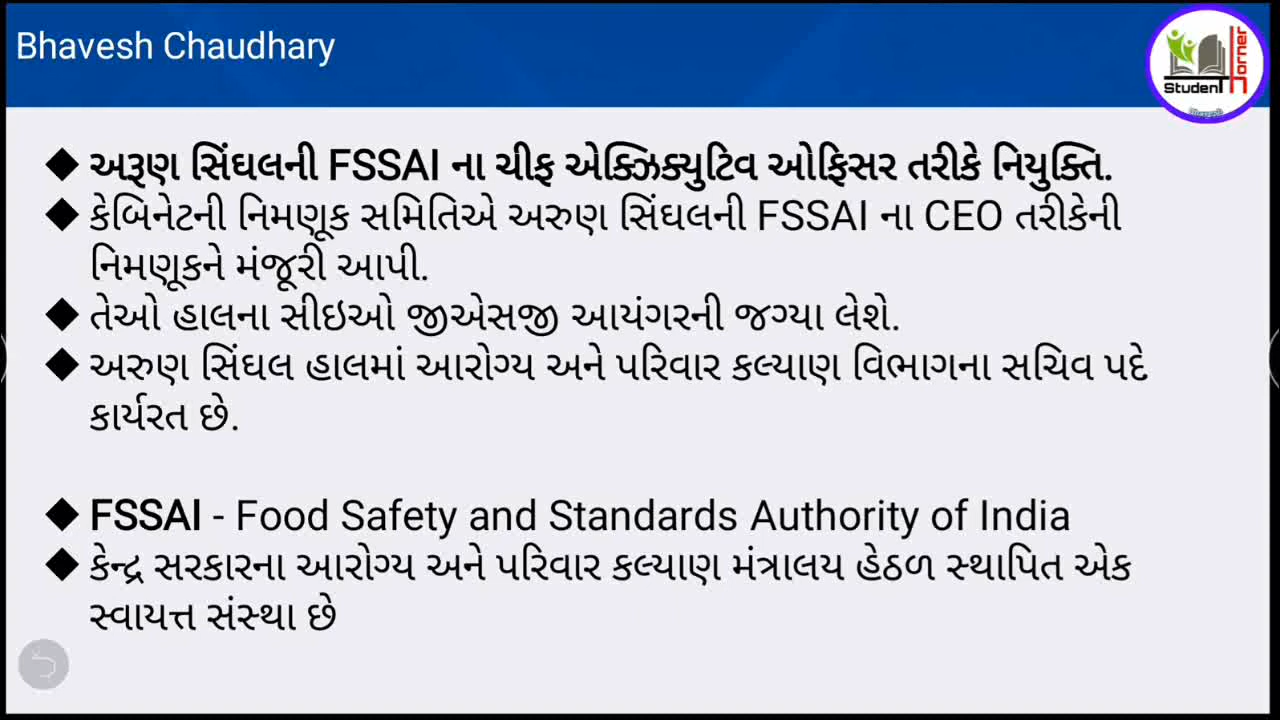 Bhavesh Chaudhary
Student Corner
◆ અરૂણ સિંઘલની FSSAI ના ચીફ એક્ઝિક્યુટિવ ઓફિસર તરીકે નિયુક્તિ.
◆ કેબિનેટની નિમણૂક સમિતિએ અરુણ સિંઘલની FSSAI ના CEO તરીકેની
નિમણૂકને મંજૂરી આપી.
◆ તેઓ હાલના સીઇઓ જીએસજી આયંગરની જગ્યા લેશે.
◆ અરુણ સિંઘલ હાલમાં આરોગ્ય અને પરિવાર કલ્યાણ વિભાગના સચિવ પદે
કાર્યરત છે.
◆ FSSAI - Food Safety and Standards Authority of India
◆ કેન્દ્ર સરકારના આરોગ્ય અને પરિવાર કલ્યાણ મંત્રાલય હેઠળ સ્થાપિત એક
સ્વાયત્ત સંસ્થા છે